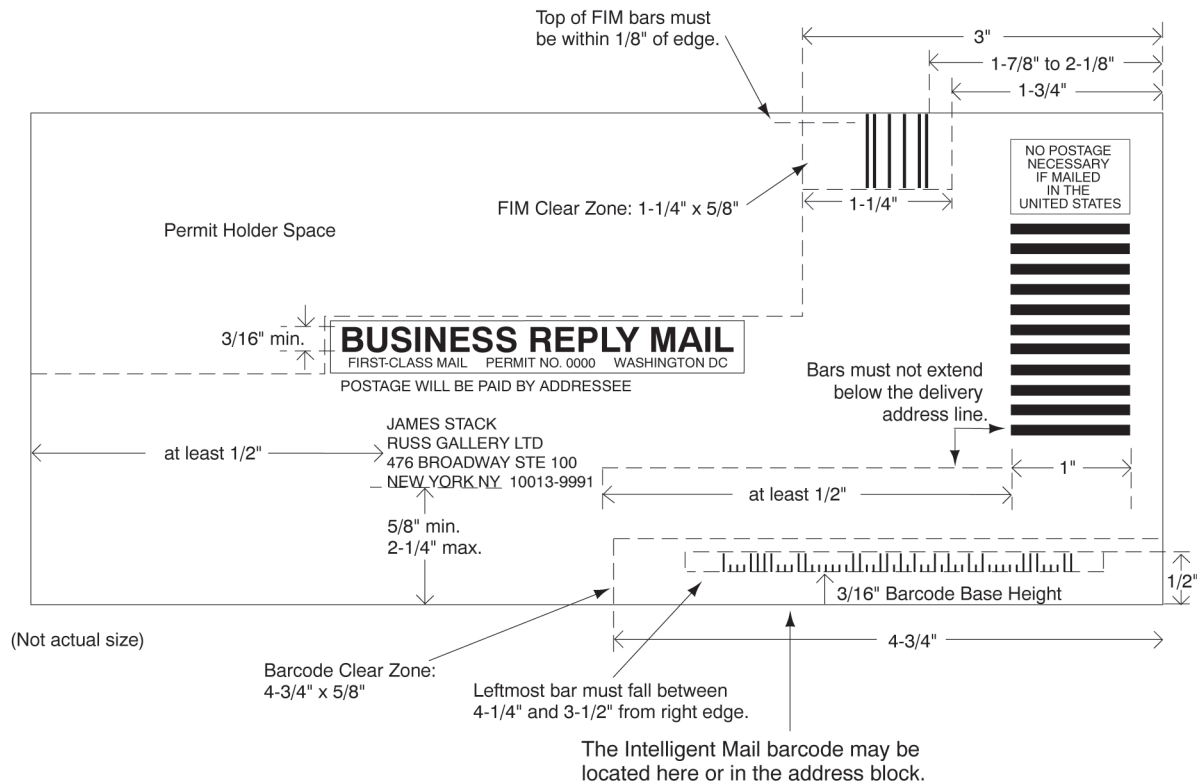 Top of FIM bars must
be within 1/8" of edge.
3"
1-7/8" to 2-1/8"
1-3/4"
NO POSTAGE
NECESSARY
IF MAILED
IN THE
UNITED STATES
FIM Clear Zone: 1-1/4" x 5/8"
1-1/4"
Permit Holder Space
3/16" min.
BUSINESS REPLY MAIL
FIRST-CLASS MAIL PERMIT NO. 0000 WASHINGTON DC
POSTAGE WILL BE PAID BY ADDRESSEE
Bars must not extend
below the delivery
address line.
JAMES STACK
RUSS GALLERY LTD
476 BROADWAY STE 100
NEW YORK NY 10013-9991
at least 1/2"
1"
at least 1/2"
5/8" min.
2-1/4" max.
1/2"
3/16" Barcode Base Height
(Not actual size)
4-3/4"
Barcode Clear Zone:
4-3/4" x 5/8"
Leftmost bar must fall between
4-1/4" and 3-1/2" from right edge.
The Intelligent Mail barcode may be
located here or in the address block.